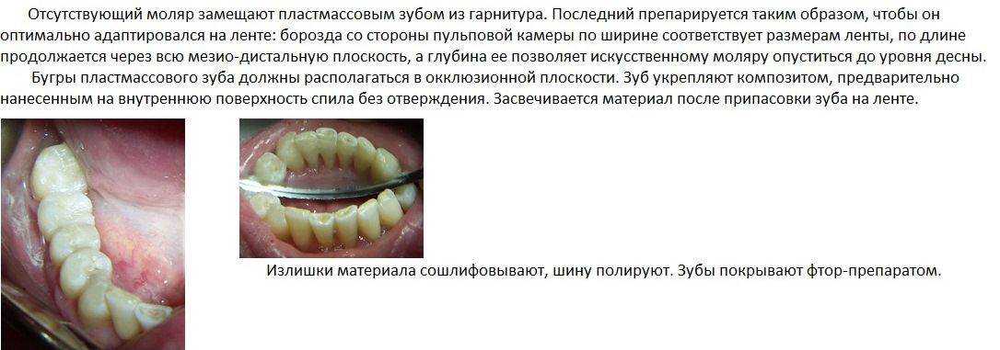 Отсутствующий моляр замещают пластмассовым зубом из гарнитура. Последний препарируется таким образом, чтобы он
оптимально адаптировался на ленте: борозда со стороны пульповой камеры по ширине соответствует размерам ленты, по длине
продолжается через всю мезио-дистальную плоскость, а глубина ее позволяет искусственному моляру опуститься до уровня десны.
Бугры пластмассового зуба должны располагаться в окклюзионной плоскости. Зуб укрепляют композитом, предварительно
нанесенным на внутреннюю поверхность спила без отверждения. Засвечивается материал после припасовки зуба на ленте.
Излишки материала сошлифовывают, шину полируют. Зубы покрывают фтор-препаратом.